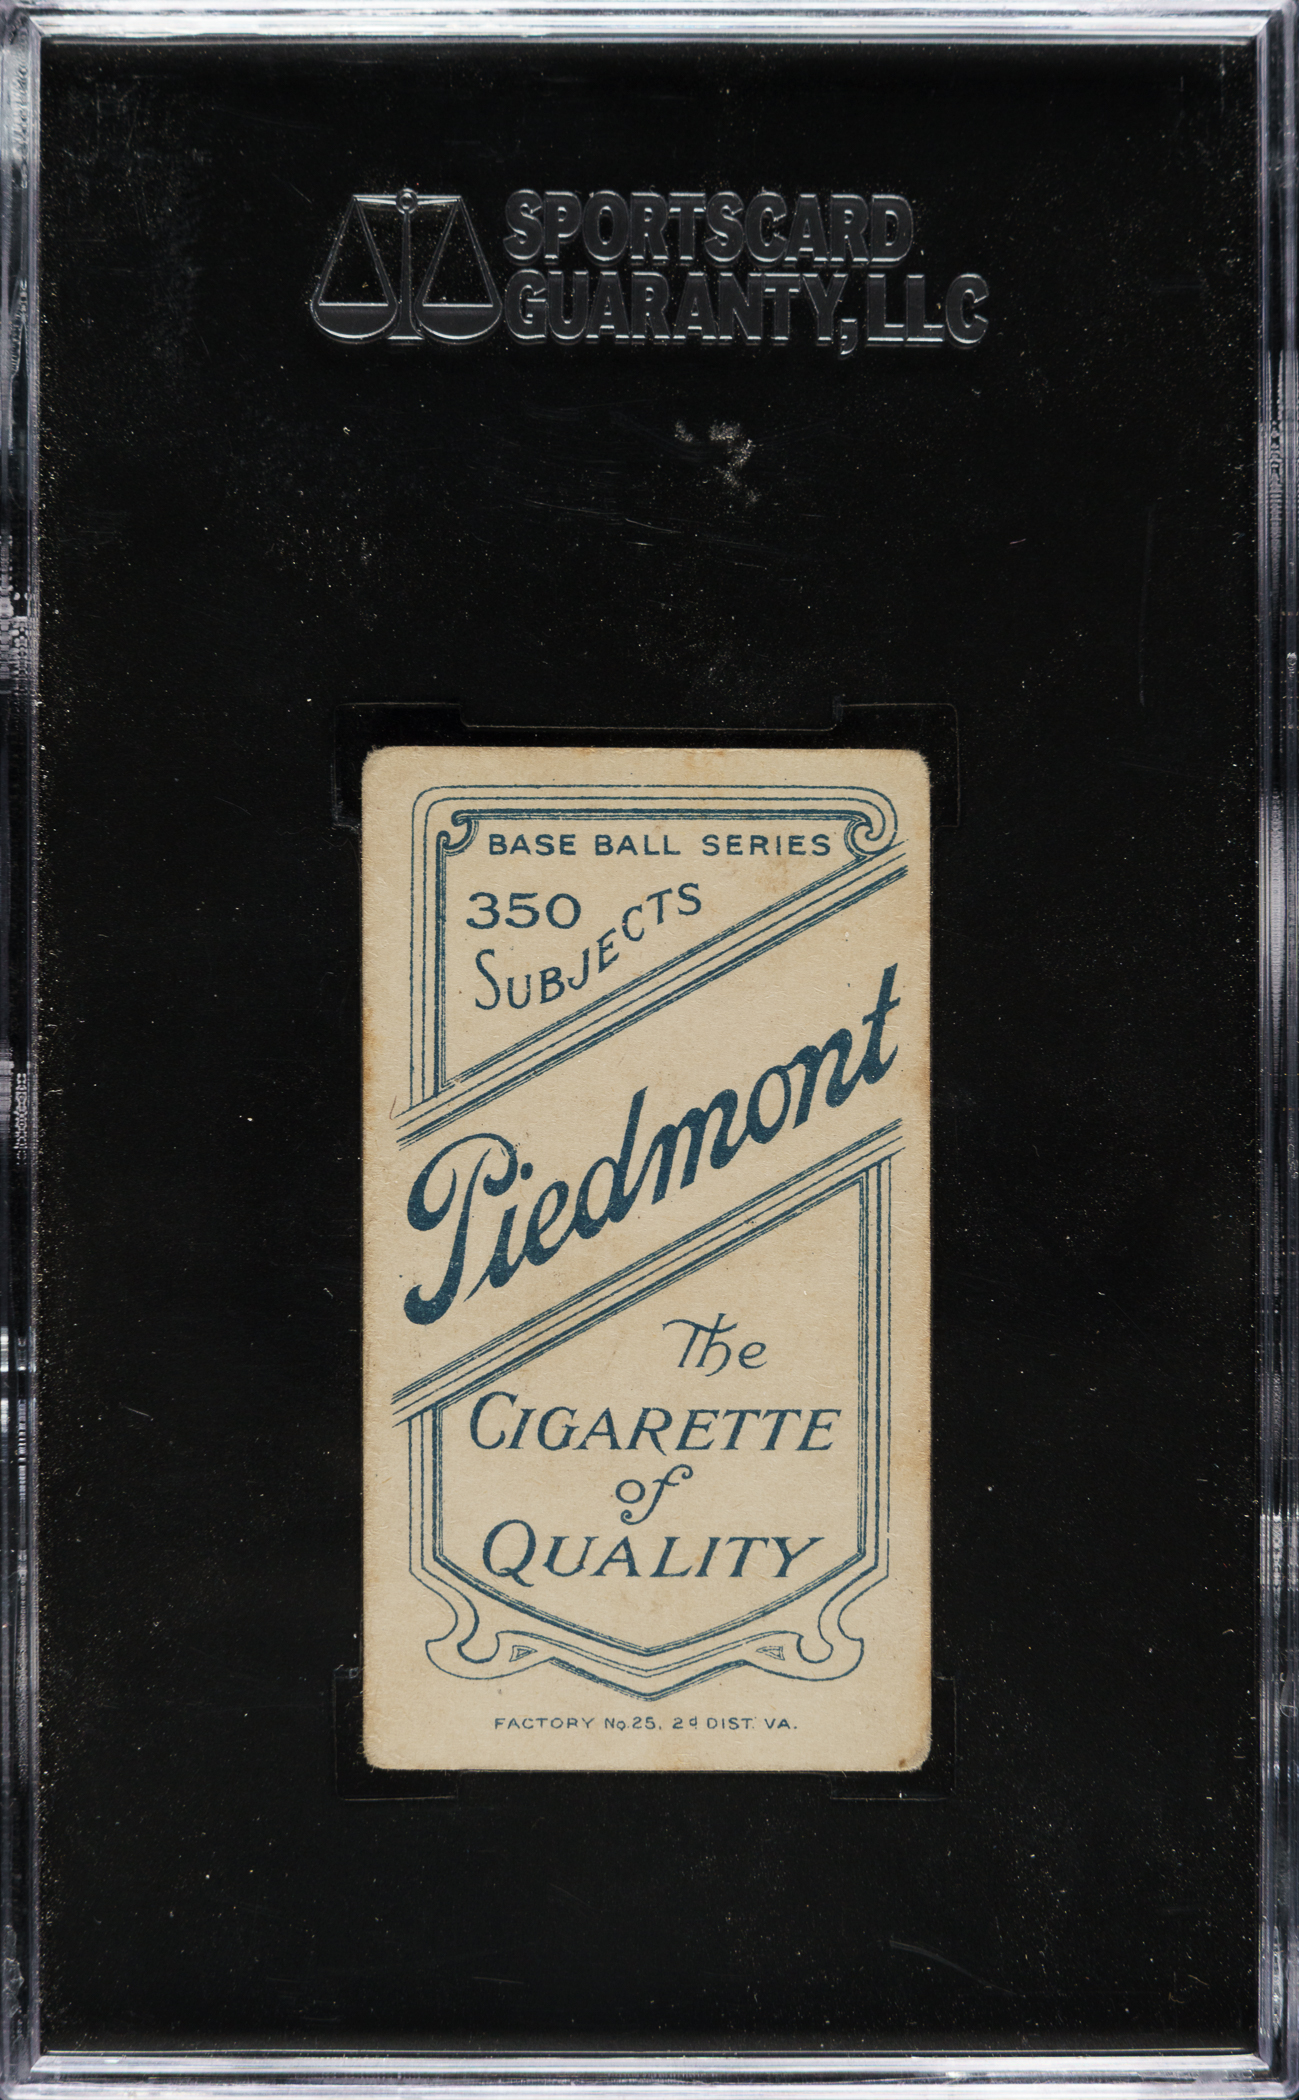 SPORTSCARD
GUARANTY, LLC
BASE BALL SERIES
350
SUBJECTS
Piedmont
The
CIGARETTE
of
QUALITY
FACTORY No. 25, 2d DIST. VA.